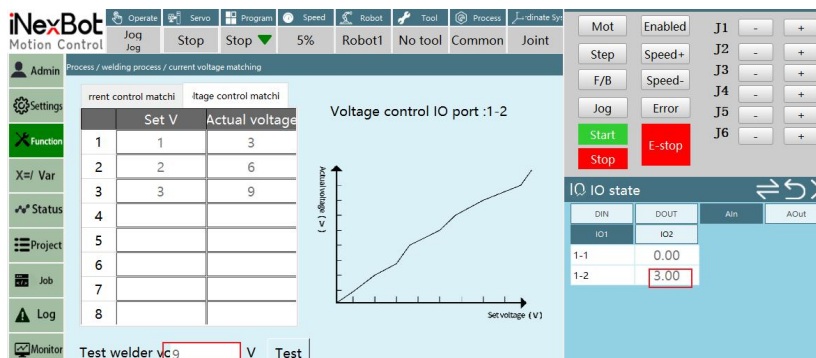 iNexBot
Motion Control
Operate Servo Program Speed Robot Tool Process dinate Sys
Jog
Jog
Stop Stop 5% Robot1 No tool Common Joint
Admin
Settings
Function
X=/ Var
Status
Project
Job
Log
Monitor
Process / welding process / current voltage matching
rrent control matchi
ltage control matchi
Set V Actual voltage
1 1 3
2 2 6
3 3 9
4
5
6
7
8
Voltage control IO port :1-2
Actual voltage ( V )
Set voltage ( V )
Test welder vo 9 V Test
Mot Enabled
Step Speed+
F/B Speed-
Jog Error
Start
E-stop
Stop
J1 - +
J2 - +
J3 - +
J4 - +
J5 - +
J6 - +
IO state
DIN DOUT AIn AOut
IO1 IO2
1-1 0.00
1-2 3.00